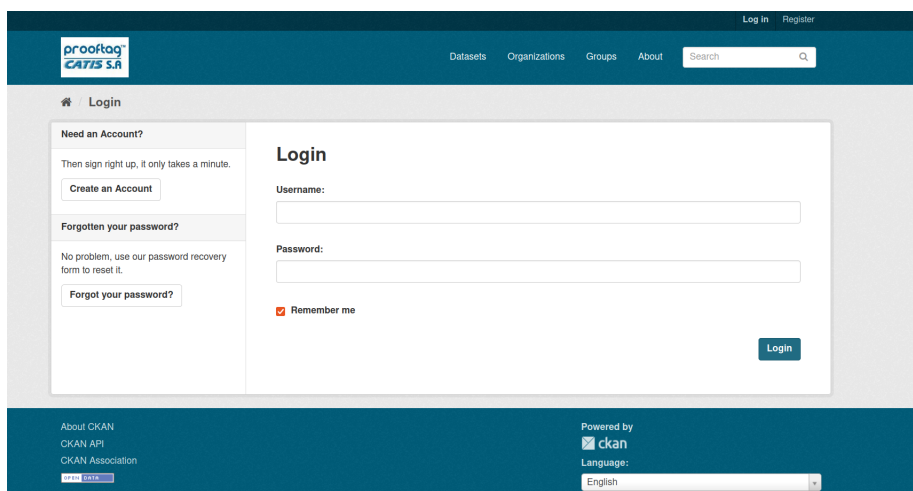 Log in Register
prooftag™
CATIS S.A
Datasets Organizations Groups About Search
/ Login
Need an Account?
Then sign right up, it only takes a minute.
Create an Account
Forgotten your password?
No problem, use our password recovery
form to reset it.
Forgot your password?
Login
Username:
Password:
Remember me
Login
About CKAN
CKAN API
CKAN Association
OPEN DATA
Powered by
ckan
Language:
English